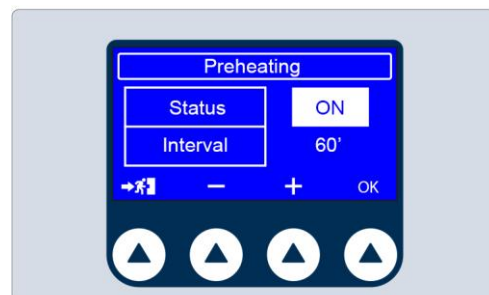 Preheating
Status ON
Interval 60’
− + OK